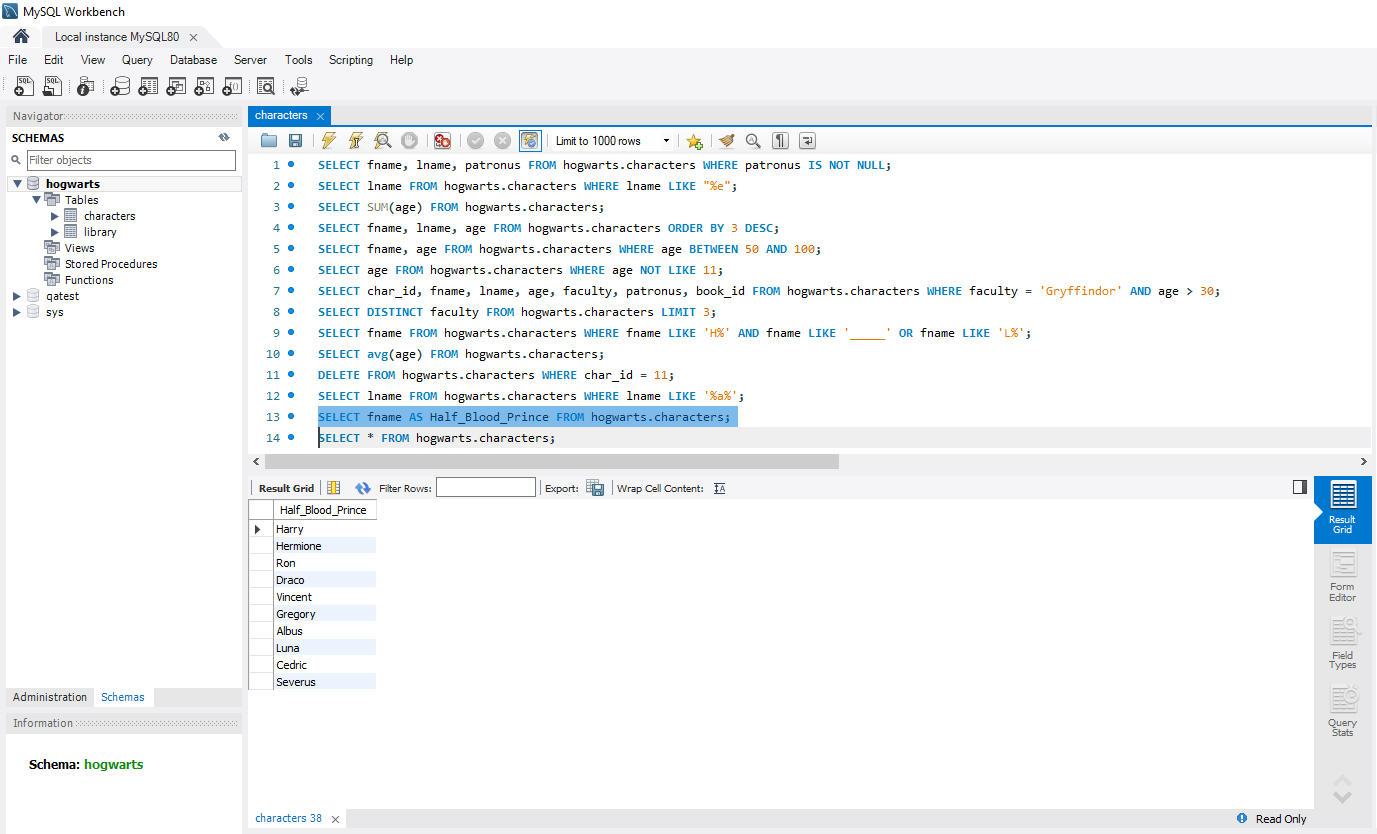 MySQL Workbench
Local instance MySQL80
File Edit View Query Database Server Tools Scripting Help
Navigator
SCHEMAS
Filter objects
hogwarts
Tables
characters
library
Views
Stored Procedures
Functions
qatest
sys
Administration Schemas
Information
Schema: hogwarts
characters
Limit to 1000 rows
1 SELECT fname, lname, patronus FROM hogwarts.characters WHERE patronus IS NOT NULL;
2 SELECT lname FROM hogwarts.characters WHERE lname LIKE "%e";
3 SELECT SUM(age) FROM hogwarts.characters;
4 SELECT fname, lname, age FROM hogwarts.characters ORDER BY 3 DESC;
5 SELECT fname, age FROM hogwarts.characters WHERE age BETWEEN 50 AND 100;
6 SELECT age FROM hogwarts.characters WHERE age NOT LIKE 11;
7 SELECT char_id, fname, lname, age, faculty, patronus, book_id FROM hogwarts.characters WHERE faculty = 'Gryffindor' AND age > 30;
8 SELECT DISTINCT faculty FROM hogwarts.characters LIMIT 3;
9 SELECT fname FROM hogwarts.characters WHERE fname LIKE 'H%' AND fname LIKE '_____' OR fname LIKE 'L%';
10 SELECT avg(age) FROM hogwarts.characters;
11 DELETE FROM hogwarts.characters WHERE char_id = 11;
12 SELECT lname FROM hogwarts.characters WHERE lname LIKE '%a%';
13 SELECT fname AS Half_Blood_Prince FROM hogwarts.characters;
14 SELECT * FROM hogwarts.characters;
Result Grid Filter Rows: Export: Wrap Cell Content:
Half_Blood_Prince
Harry
Hermione
Ron
Draco
Vincent
Gregory
Albus
Luna
Cedric
Severus
Result
Grid
Form
Editor
Field
Types
Query
Stats
characters 38
Read Only